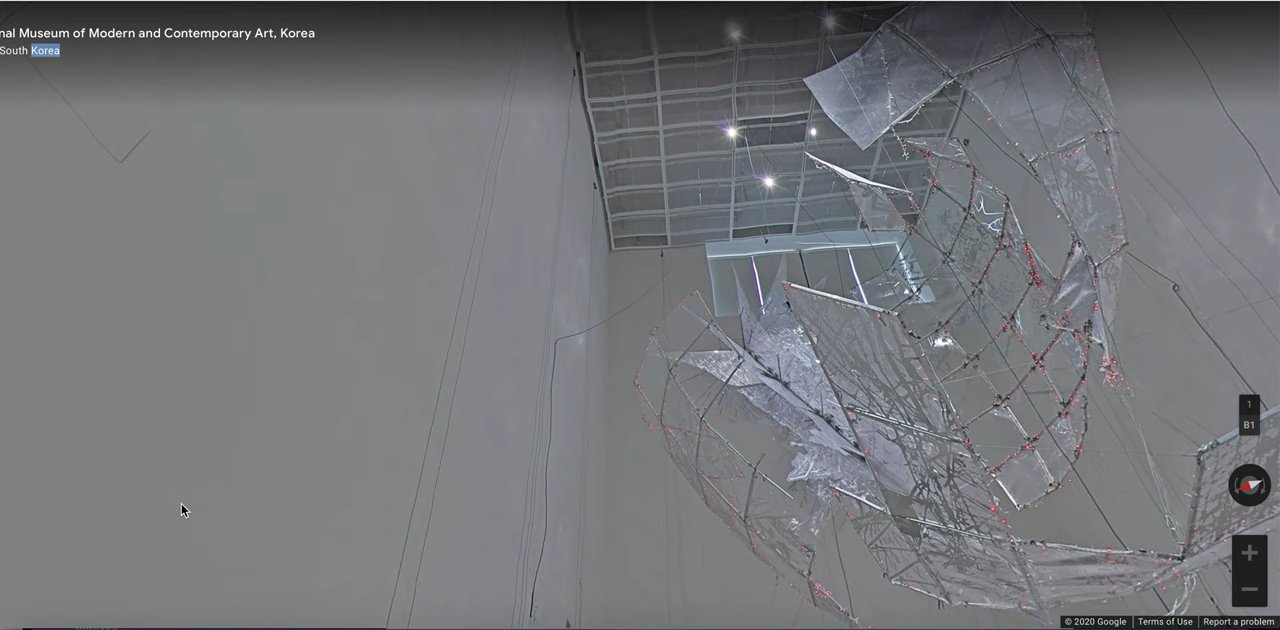 nal Museum of Modern and Contemporary Art, Korea
South Korea
1
B1
© 2020 Google
Terms of Use
Report a problem